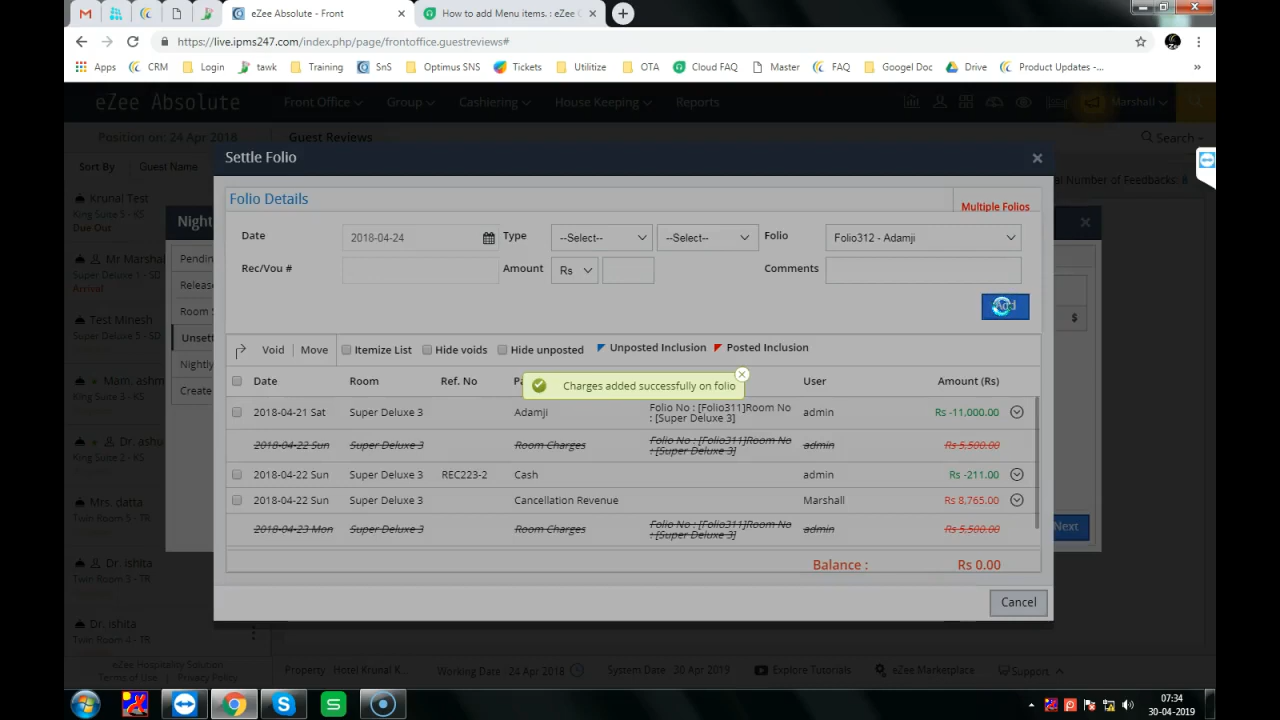 eZee Absolute - Front
How to add Menu items. : eZee
https://live.ipms247.com/index.php/page/frontoffice.guestreviews#
Apps CRM Login tawk Training SnS Optimus SNS Tickets Utilitize OTA Cloud FAQ Master FAQ Googel Doc Drive Product Updates -... »
eZee Absolute Front Office Group Cashiering House Keeping Reports Marshall
Position on: 24 Apr 2018 Guest Reviews Search
Sort By Guest Name
Number of Feedbacks:
Krunal Test
King Suite 5 - KS
Due Out
Mr Marshal
Super Deluxe 1 - SD
Arrival
Test Minesh
Super Deluxe 5 - SD
Mam. ashm
King Suite 3 - KS
Dr. ashu
King Suite 2 - KS
Mrs. datta
Twin Room 5 - TR
Dr. ishita
Twin Room 3 - TR
Dr. ishita
Twin Room 4 - TR
Night
Pendin
Release
Room S
Unsett
Nightly
Create
$
Next
Settle Folio
Folio Details
Multiple Folios
Date 2018-04-24 Type --Select-- --Select-- Folio Folio312 - Adamji
Rec/Vou # Amount Rs Comments
Add
Void Move Itemize List Hide voids Hide unposted Unposted Inclusion Posted Inclusion
Charges added successfully on folio
Date Room Ref. No Pa User Amount (Rs)
2018-04-21 Sat Super Deluxe 3 Adamji Folio No : [Folio311]Room No : [Super Deluxe 3] admin Rs -11,000.00
2018-04-22 Sun Super Deluxe 3 Room Charges Folio No : [Folio311]Room No : [Super Deluxe 3] admin Rs 5,500.00
2018-04-22 Sun Super Deluxe 3 REC223-2 Cash admin Rs -211.00
2018-04-22 Sun Super Deluxe 3 Cancellation Revenue Marshall Rs 8,765.00
2018-04-23 Mon Super Deluxe 3 Room Charges Folio No : [Folio311]Room No : [Super Deluxe 3] admin Rs 5,500.00
Balance : Rs 0.00
Cancel
eZee Hospitality Solution
Terms of Use | Privacy Policy
Property : Hotel Krunal K... Working Date : 24 Apr 2018 System Date : 30 Apr 2019 Explore Tutorials eZee Marketplace Support
07:34
30-04-2019